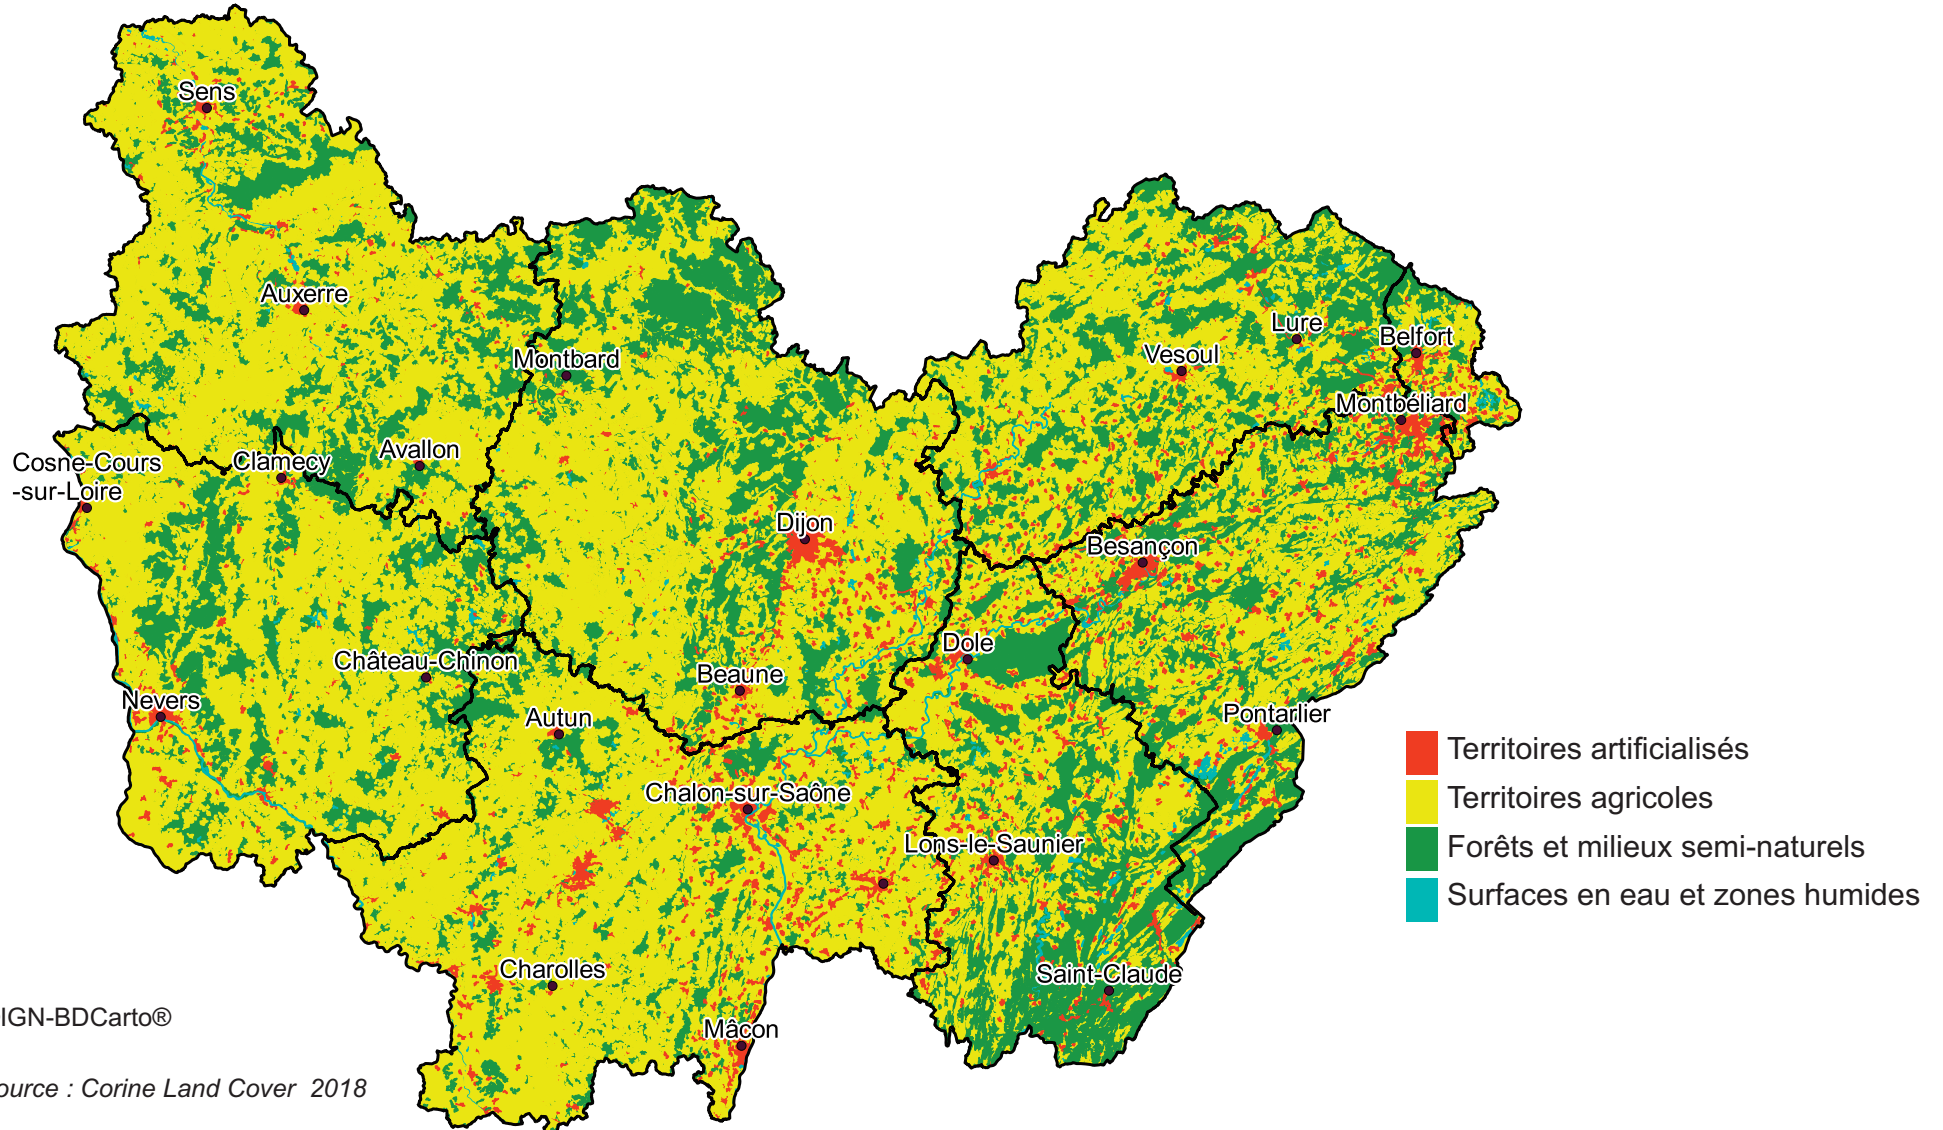 Sens
Auxerre
Montbard
Lure
Belfort
Vesoul
Montbéliard
Avallon
Clamecy
Cosne-Cours
-sur-Loire
Dijon
Besançon
Dole
Château-Chinon
Beaune
Nevers
Autun
Pontarlier
Chalon-sur-Saône
Lons-le-Saunier
Charolles
Saint-Claude
Mâcon
Territoires artificialisés
Territoires agricoles
Forêts et milieux semi-naturels
Surfaces en eau et zones humides
IGN-BDCarto®
ource : Corine Land Cover 2018